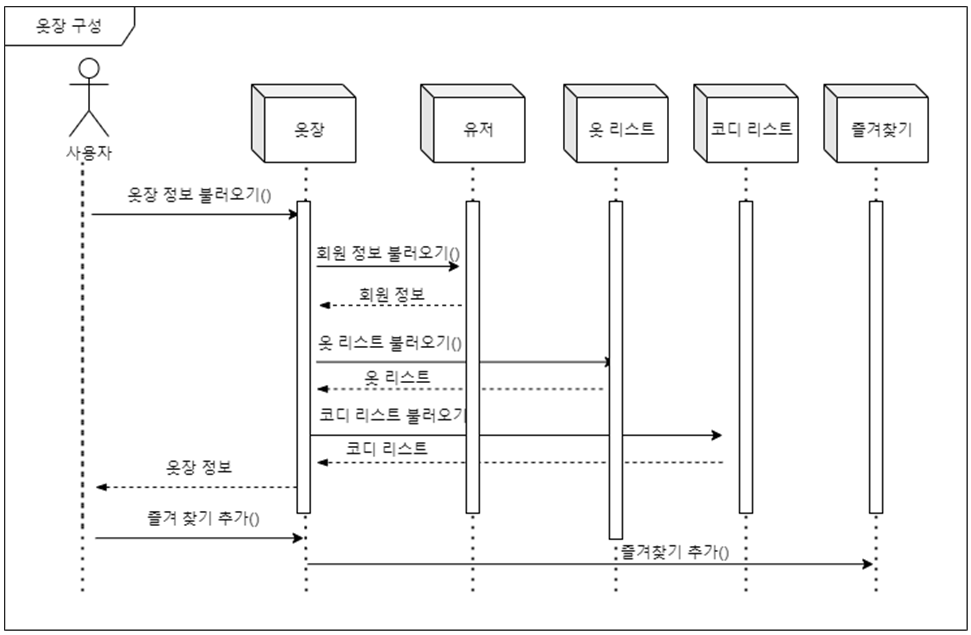 옷장 구성
사용자
옷장
유저
옷 리스트
코디 리스트
즐겨찾기
옷장 정보 불러오기()
회원 정보 불러오기()
회원 정보
옷 리스트 불러오기()
옷 리스트
코디 리스트 불러오기
코디 리스트
옷장 정보
즐겨 찾기 추가()
즐겨찾기 추가()